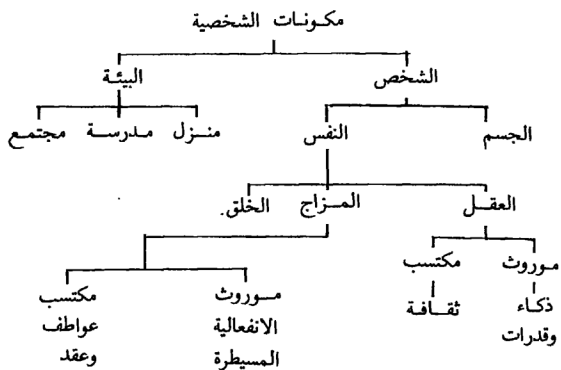 مكونات الشخصية
الشخص
البيئة
الجسم
النفس
منزل
مدرسة
مجتمع
العقل
المزاج
الخلق.
موروث
ذكاء
وقدرات
مكتسب
ثقافة
موروث
الانفعالية
المسيطرة
مكتسب
عواطف
وعقد